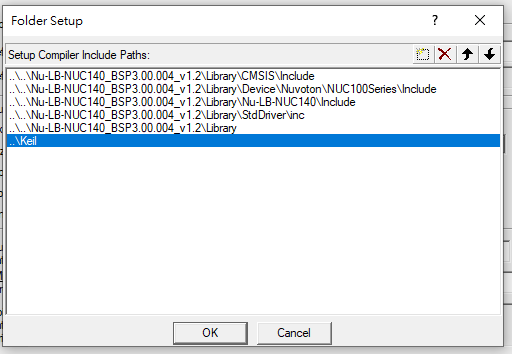 Folder Setup
?
Setup Compiler Include Paths:
..\..\Nu-LB-NUC140_BSP3.00.004_v1.2\Library\CMSIS\Include
..\..\Nu-LB-NUC140_BSP3.00.004_v1.2\Library\Device\Nuvoton\NUC100Series\Include
..\..\Nu-LB-NUC140_BSP3.00.004_v1.2\Library\Nu-LB-NUC140\Include
..\..\Nu-LB-NUC140_BSP3.00.004_v1.2\Library\StdDriver\inc
..\..\Nu-LB-NUC140_BSP3.00.004_v1.2\Library
..\Keil
OK Cancel